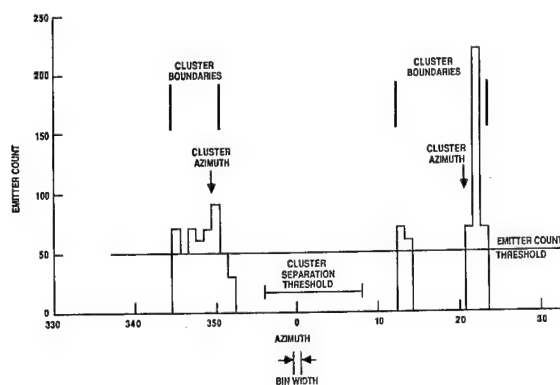 250
200
150
100
50
0
EMITTER COUNT
CLUSTER
BOUNDARIES
CLUSTER
AZIMUTH
CLUSTER
BOUNDARIES
CLUSTER
AZIMUTH
EMITTER COUNT
THRESHOLD
CLUSTER
SEPARATION
THRESHOLD
330
340
350
0
10
20
30
AZIMUTH
BIN WIDTH